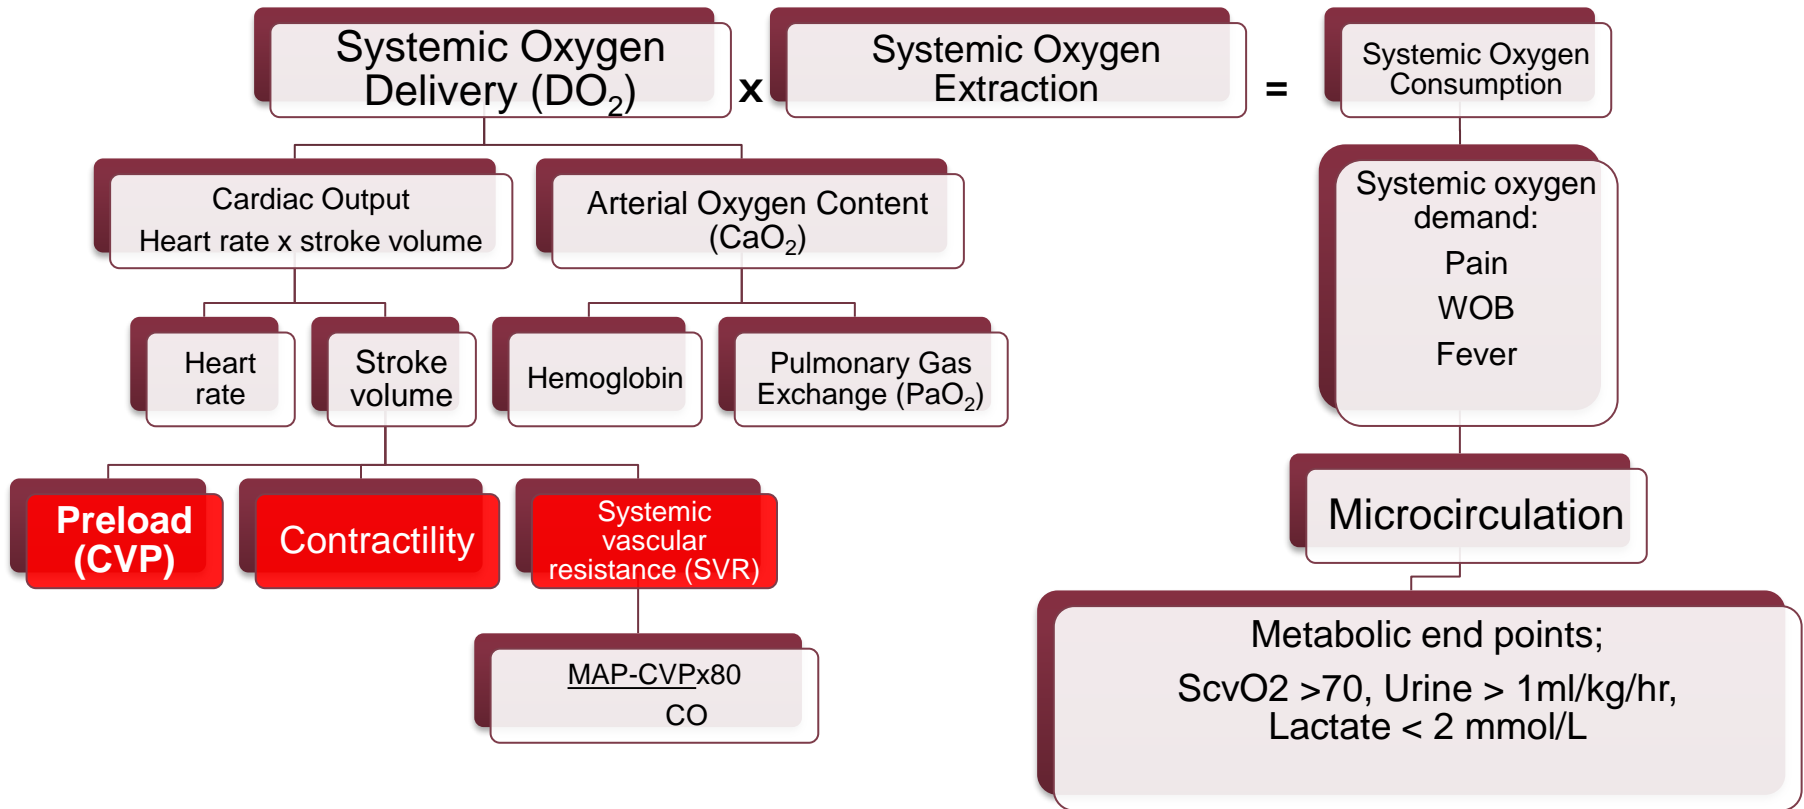 Systemic Oxygen
Delivery (DO₂)
x
Systemic Oxygen
Extraction
=
Systemic Oxygen
Consumption
Cardiac Output
Heart rate x stroke volume
Arterial Oxygen Content
(CaO₂)
Systemic oxygen
demand:
Pain
WOB
Fever
Heart
rate
Stroke
volume
Hemoglobin
Pulmonary Gas
Exchange (PaO₂)
Preload
(CVP)
Contractility
Systemic
vascular
resistance (SVR)
Microcirculation
MAP-CVPx80
CO
Metabolic end points;
ScvO2 >70, Urine > 1ml/kg/hr,
Lactate < 2 mmol/L